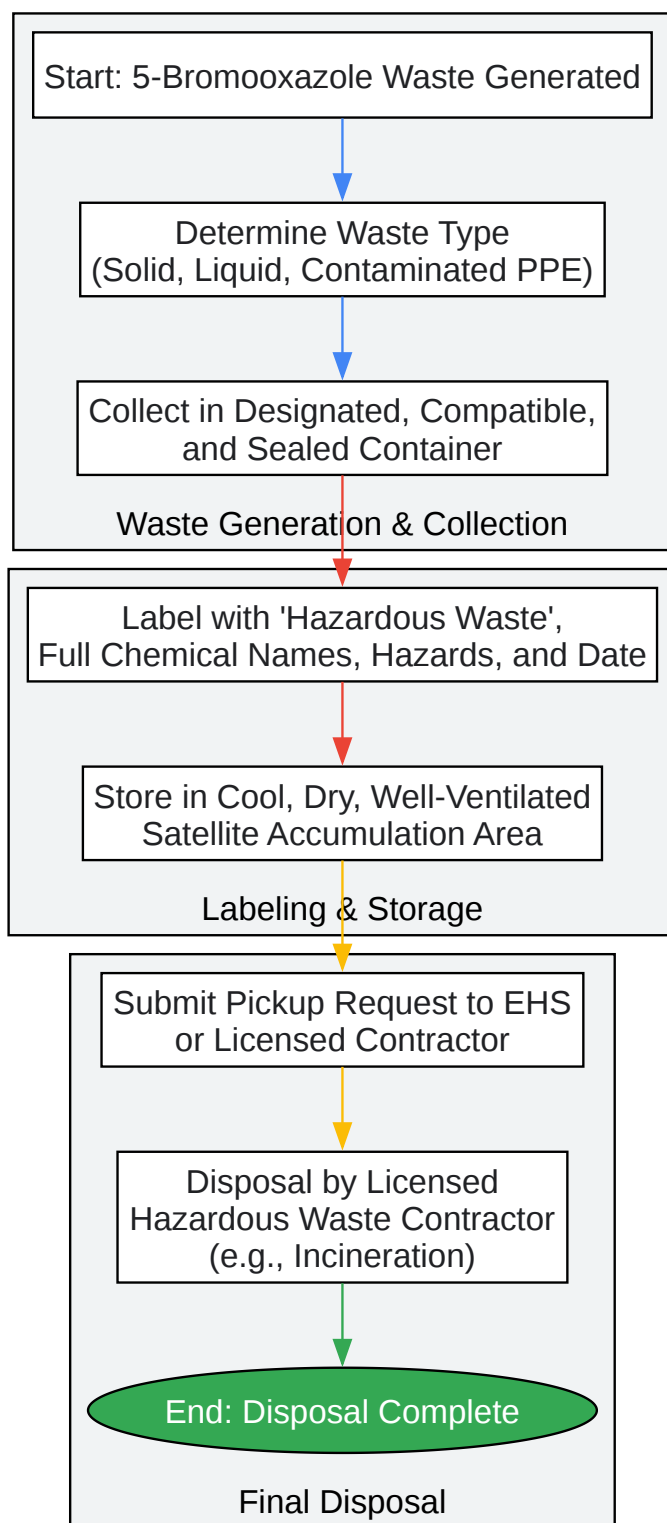 Start: 5-Bromooxazole Waste Generated
Determine Waste Type
(Solid, Liquid, Contaminated PPE)
Collect in Designated, Compatible,
and Sealed Container
Waste Generation & Collection
Label with 'Hazardous Waste',
Full Chemical Names, Hazards, and Date
Store in Cool, Dry, Well-Ventilated
Satellite Accumulation Area
Labeling & Storage
Submit Pickup Request to EHS
or Licensed Contractor
Disposal by Licensed
Hazardous Waste Contractor
(e.g., Incineration)
End: Disposal Complete
Final Disposal